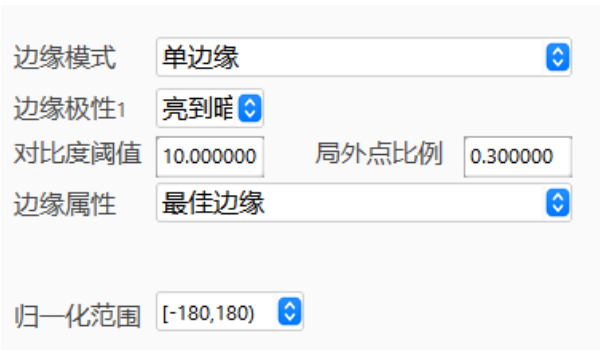 边缘模式 单边缘
边缘极性1 亮到暗
对比度阈值 10.000000 局外点比例 0.300000
边缘属性 最佳边缘
归一化范围 [-180,180)